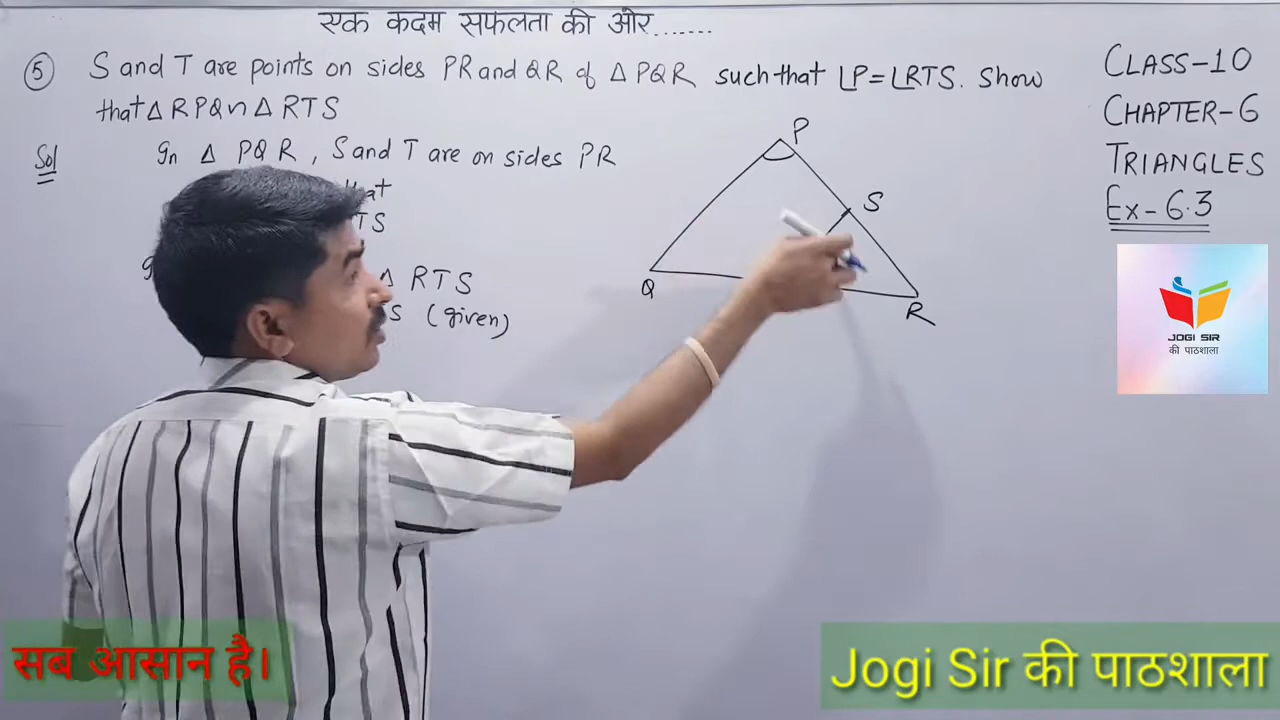 एक कदम सफलता की ओर.......
⑤ S and T are points on sides PR and QR of △ PQR such that ∠P=∠RTS. Show
that △ RPQ ~ △ RTS
Sol
In △ PQR, S and T are on sides PR
TS
△ RTS
S (given)
P
S
Q
R
CLASS-10
CHAPTER-6
TRIANGLES
Ex-6.3
JOGI SIR
की पाठशाला
सब आसान है।
Jogi Sir की पाठशाला